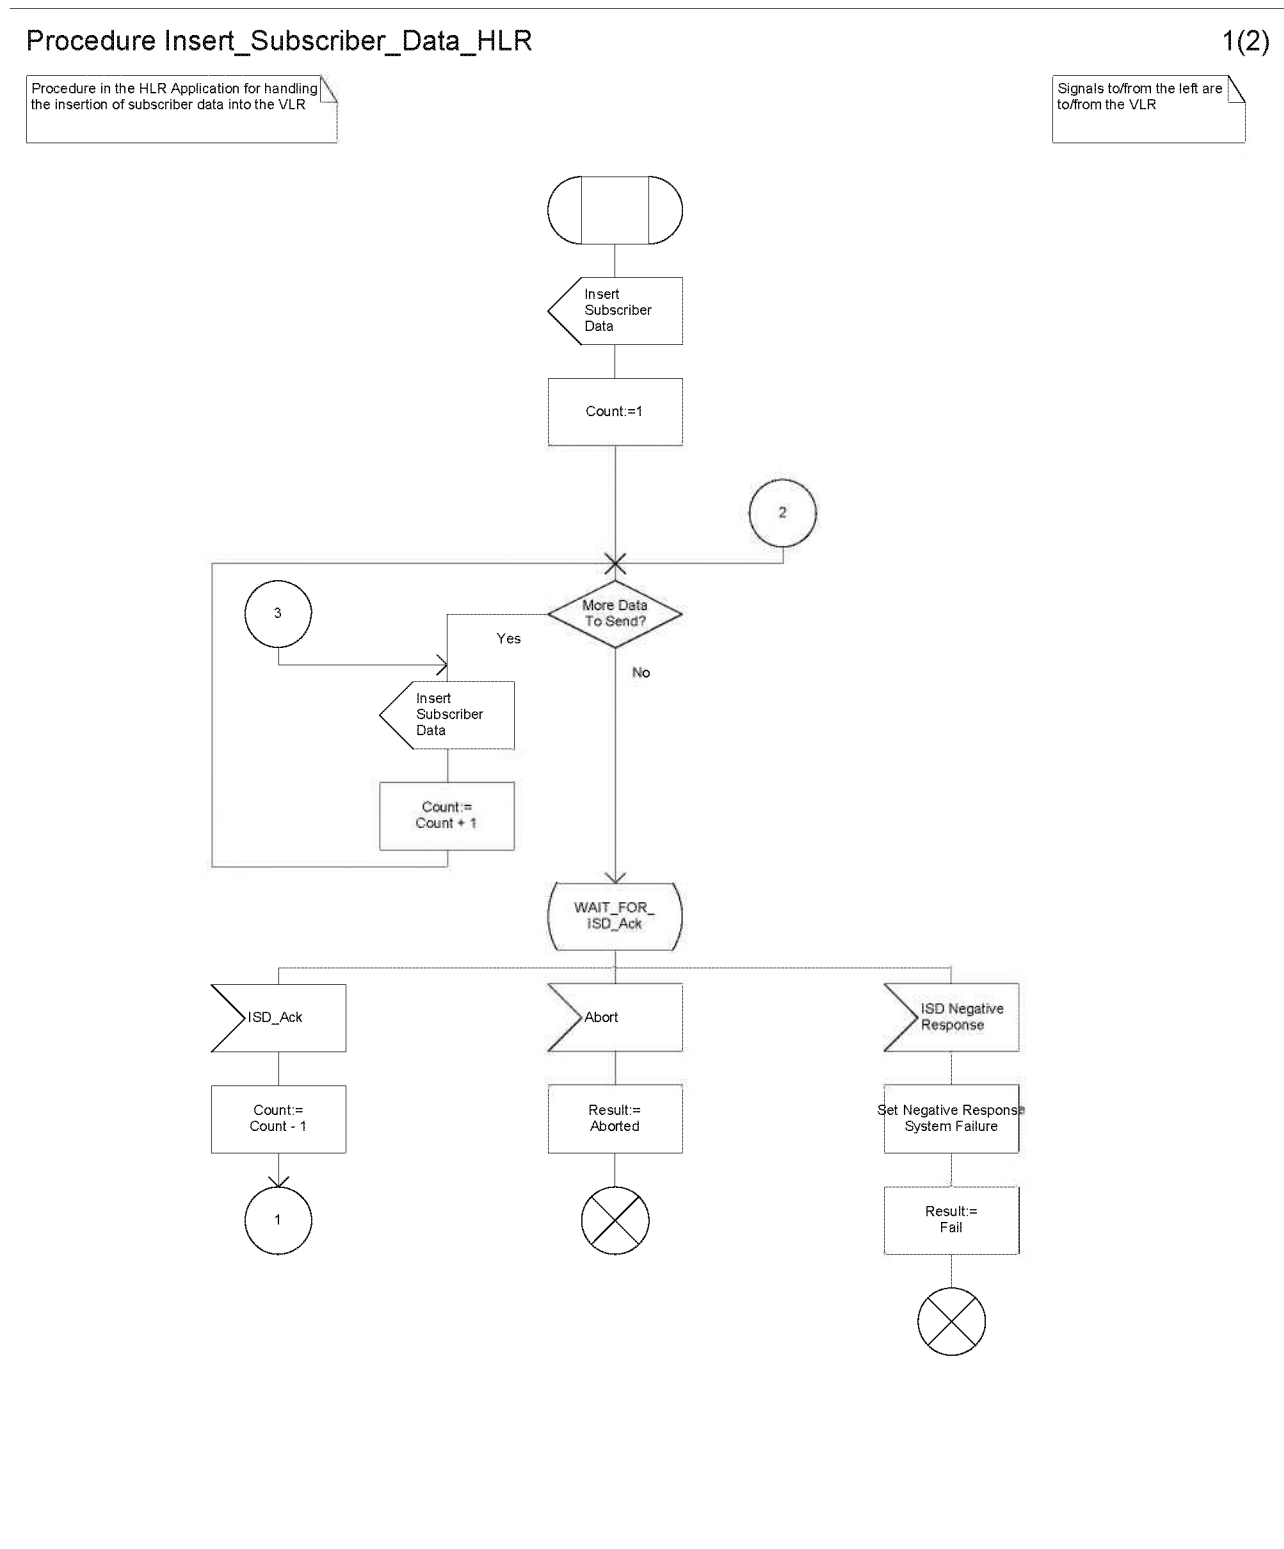 Procedure Insert_Subscriber_Data_HLR
1(2)
Procedure in the HLR Application for handling
the insertion of subscriber data into the VLR
Signals to/from the left are
to/from the VLR
Insert
Subscriber
Data
Count:=1
2
3
More Data
To Send?
Yes
No
Insert
Subscriber
Data
Count:=
Count + 1
WAIT_FOR_
ISD_Ack
ISD_Ack
Abort
ISD Negative
Response
Count:=
Count - 1
Result:=
Aborted
Set Negative Response
System Failure
1
Result:=
Fail